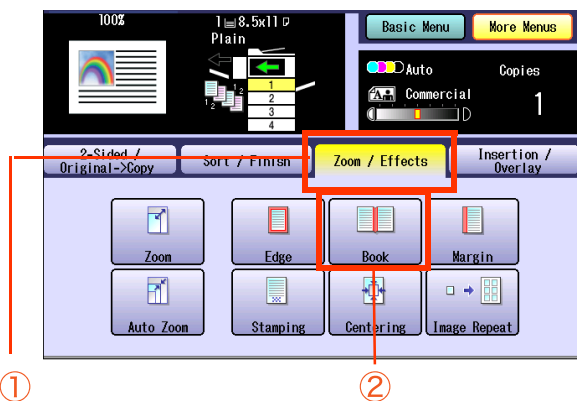 100%
1 8.5x11
Plain
Basic Menu
More Menus
1 2
1
2
3
4
Auto
Copies
Commercial
1
2-Sided /
Original->Copy
Sort / Finish
Zoom / Effects
Insertion /
Overlay
Zoom
Edge
Book
Margin
Auto Zoom
Stamping
Centering
Image Repeat
① ②